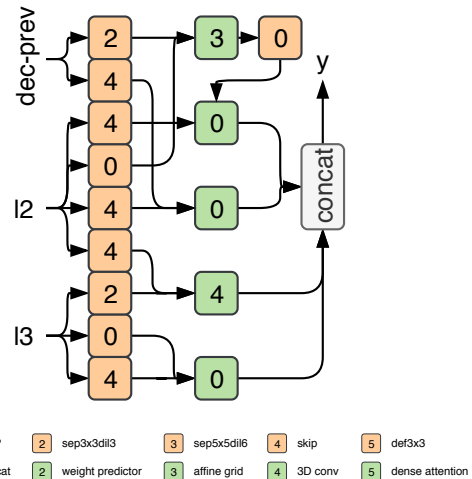 dec-prev
2
3
0
y
4
4
0
0
concat
l2
4
0
4
2
4
l3
0
4
0
2 sep3x3dil3 3 sep5x5dil6 4 skip 5 def3x3
cat 2 weight predictor 3 affine grid 4 3D conv 5 dense attention